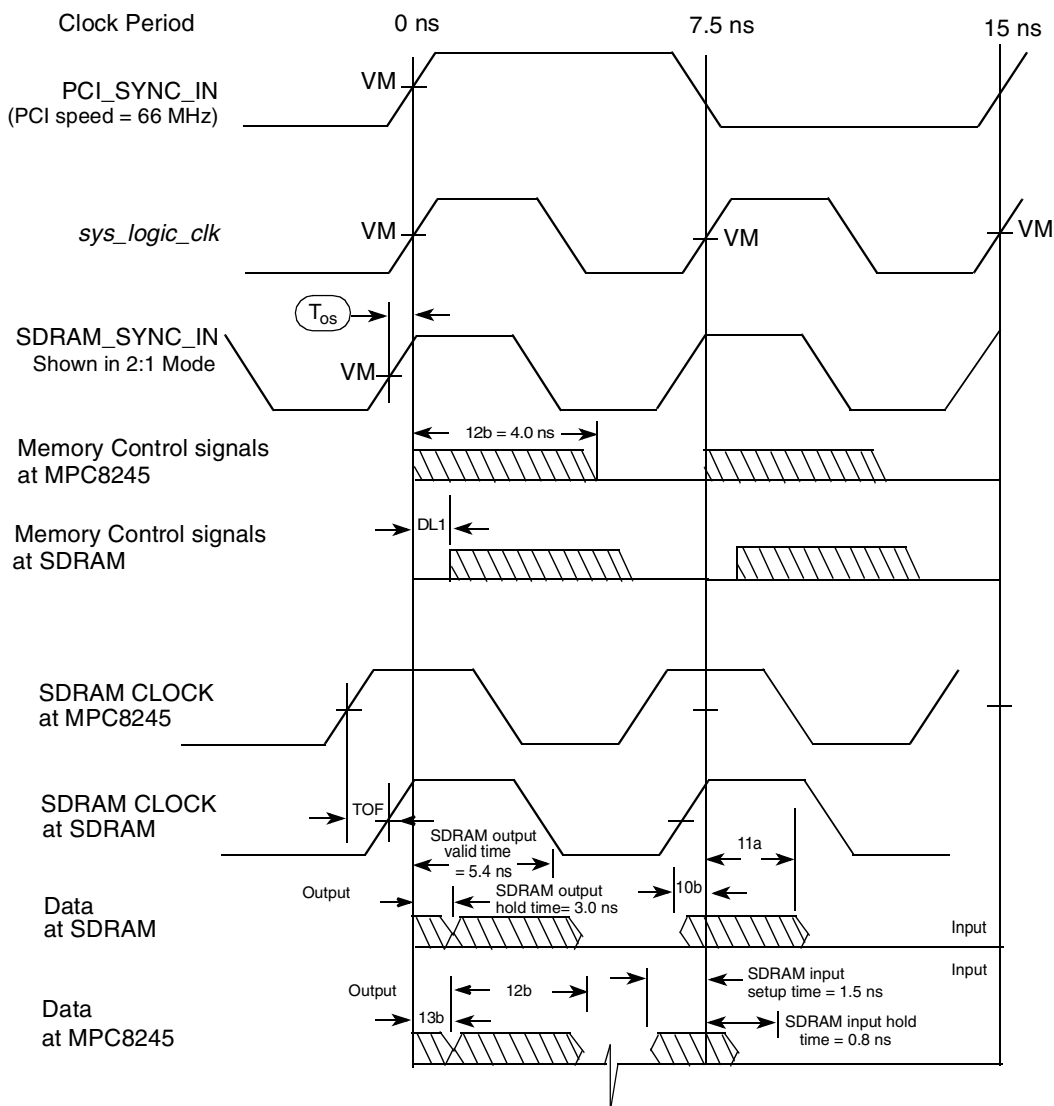 Clock Period 0 ns 7.5 ns 15 ns
PCI_SYNC_IN
(PCI speed = 66 MHz)
VM
sys_logic_clk
VM VM VM
Tos
SDRAM_SYNC_IN
Shown in 2:1 Mode
VM
12b = 4.0 ns
Memory Control signals
at MPC8245
DL1
Memory Control signals
at SDRAM
SDRAM CLOCK
at MPC8245
SDRAM CLOCK
at SDRAM
TOF
SDRAM output
valid time
= 5.4 ns
11a
Output
SDRAM output
hold time= 3.0 ns
10b
Data
at SDRAM
Input
Input
Output
12b
SDRAM input
setup time = 1.5 ns
Data
at MPC8245
13b
SDRAM input hold
time = 0.8 ns